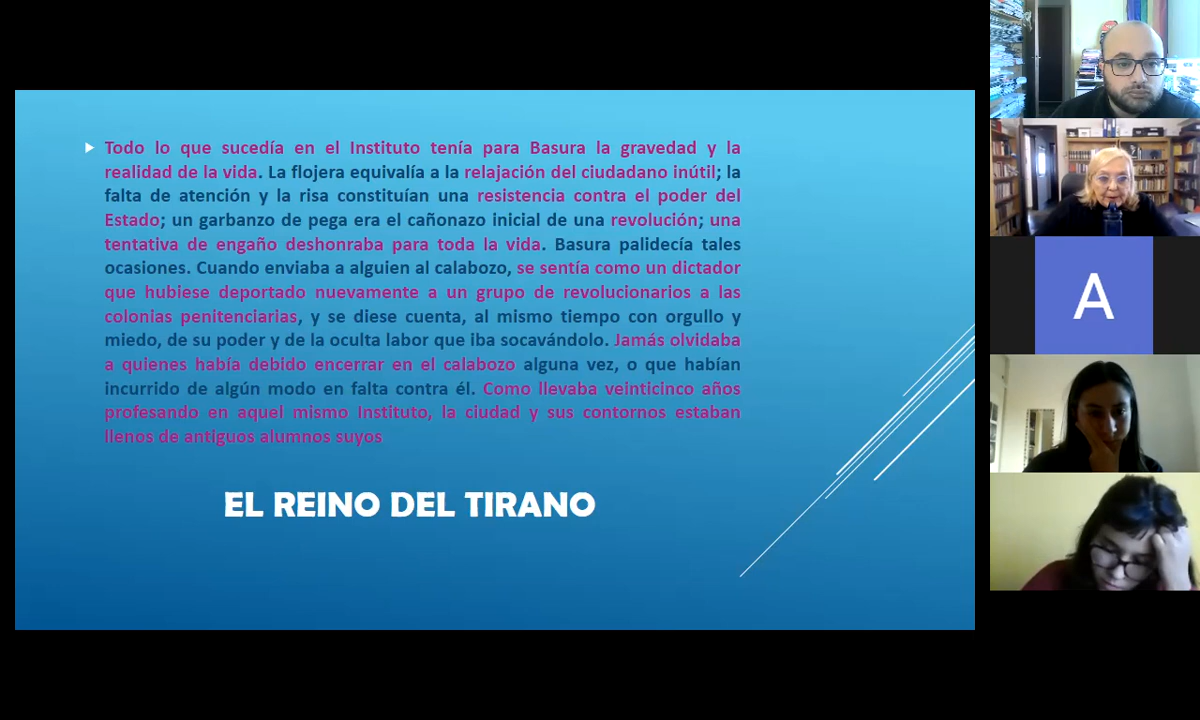 Todo lo que sucedía en el Instituto tenía para Basura la gravedad y la
realidad de la vida. La flojera equivalía a la relajación del ciudadano inútil; la
falta de atención y la risa constituían una resistencia contra el poder del
Estado; un garbanzo de pega era el cañonazo inicial de una revolución; una
tentativa de engaño deshonraba para toda la vida. Basura palidecía tales
ocasiones. Cuando enviaba a alguien al calabozo, se sentía como un dictador
que hubiese deportado nuevamente a un grupo de revolucionarios a las
colonias penitenciarias, y se diese cuenta, al mismo tiempo con orgullo y
miedo, de su poder y de la oculta labor que iba socavándolo. Jamás olvidaba
a quienes había debido encerrar en el calabozo alguna vez, o que habían
incurrido de algún modo en falta contra él. Como llevaba veinticinco años
profesando en aquel mismo Instituto, la ciudad y sus contornos estaban
llenos de antiguos alumnos suyos
EL REINO DEL TIRANO
A